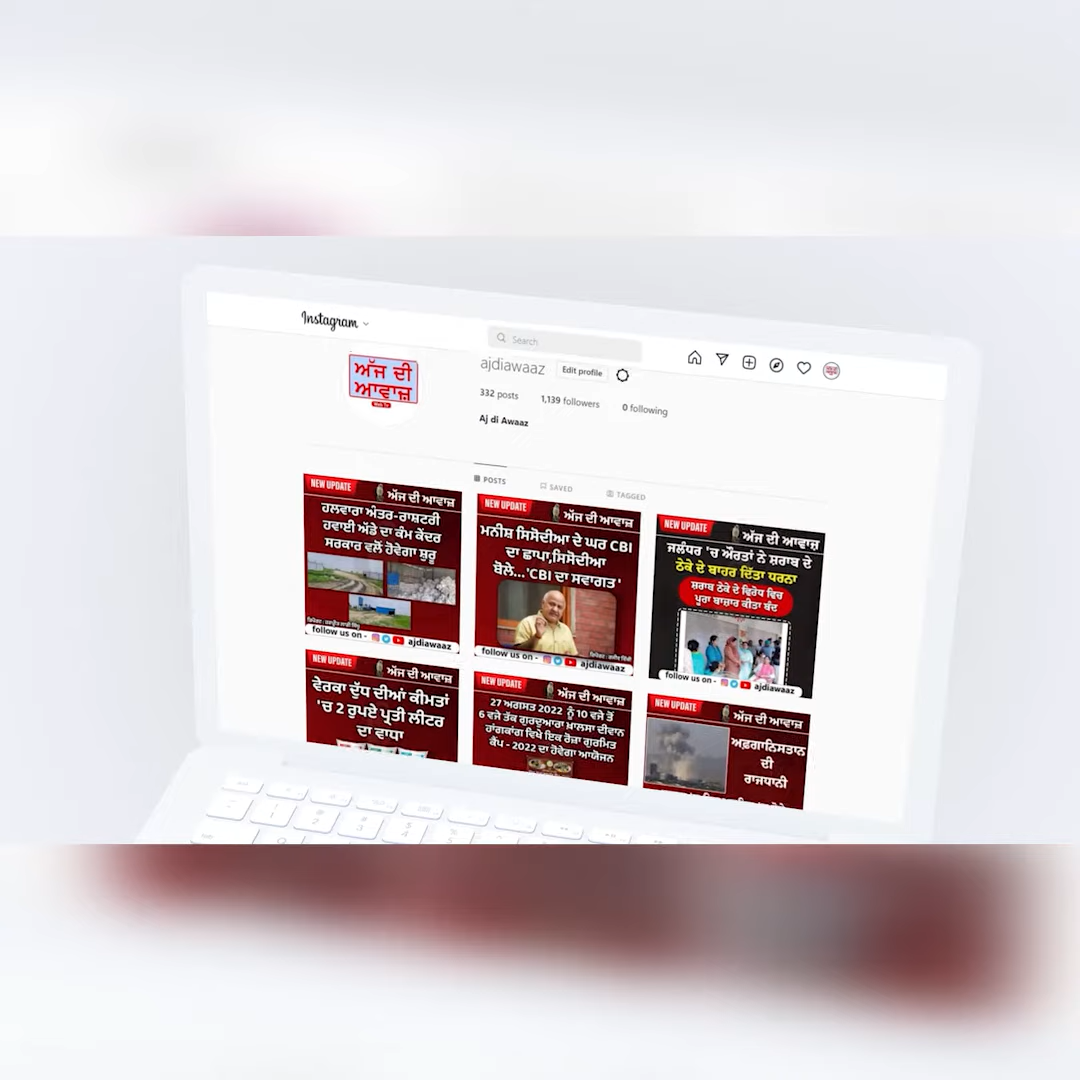 Instagram
Search
ਅੱਜ ਦੀ
ਆਵਾਜ਼
Web Tv
ajdiawaaz
Edit profile
332 posts
1,139 followers
0 following
Aj di Awaaz
POSTS
SAVED
TAGGED
NEW UPDATE
ਅੱਜ ਦੀ ਆਵਾਜ਼
ਹਲਵਾਰਾ ਅੰਤਰ-ਰਾਸ਼ਟਰੀ
ਹਵਾਈ ਅੱਡੇ ਦਾ ਕੰਮ ਕੇਂਦਰ
ਸਰਕਾਰ ਵਲੋਂ ਹੋਵੇਗਾ ਸ਼ੁਰੂ
follow us on -
ajdiawaaz
NEW UPDATE
ਅੱਜ ਦੀ ਆਵਾਜ਼
ਮਨੀਸ਼ ਸਿਸੋਦੀਆ ਦੇ ਘਰ CBI
ਦਾ ਛਾਪਾ,ਸਿਸੋਦੀਆ
ਬੋਲੇ...'CBI ਦਾ ਸਵਾਗਤ'
follow us on -
ajdiawaaz
NEW UPDATE
ਅੱਜ ਦੀ ਆਵਾਜ਼
ਜਲੰਧਰ 'ਚ ਔਰਤਾਂ ਨੇ ਸ਼ਰਾਬ ਦੇ
ਠੇਕੇ ਦੇ ਬਾਹਰ ਦਿੱਤਾ ਧਰਨਾ
ਸ਼ਰਾਬ ਠੇਕੇ ਦੇ ਵਿਰੋਧ ਵਿਚ
ਪੂਰਾ ਬਾਜ਼ਾਰ ਕੀਤਾ ਬੰਦ
follow us on -
ajdiawaaz
NEW UPDATE
ਅੱਜ ਦੀ ਆਵਾਜ਼
ਵੇਰਕਾ ਦੁੱਧ ਦੀਆਂ ਕੀਮਤਾਂ
'ਚ 2 ਰੁਪਏ ਪ੍ਰਤੀ ਲੀਟਰ
ਦਾ ਵਾਧਾ
NEW UPDATE
ਅੱਜ ਦੀ ਆਵਾਜ਼
27 ਅਗਸਤ 2022 ਨੂੰ 10 ਵਜੇ ਤੋਂ
6 ਵਜੇ ਤੱਕ ਗੁਰਦੁਆਰਾ ਖ਼ਾਲਸਾ ਦੀਵਾਨ
ਹਾਂਗਕਾਂਗ ਵਿਖੇ ਇਕ ਰੋਜ਼ਾ ਗੁਰਮਿਤ
ਕੈਂਪ - 2022 ਦਾ ਹੋਵੇਗਾ ਆਯੋਜਨ
NEW UPDATE
ਅੱਜ ਦੀ ਆਵਾਜ਼
ਅਫ਼ਗਾਨਿਸਤਾਨ
ਦੀ
ਰਾਜਧਾਨੀ